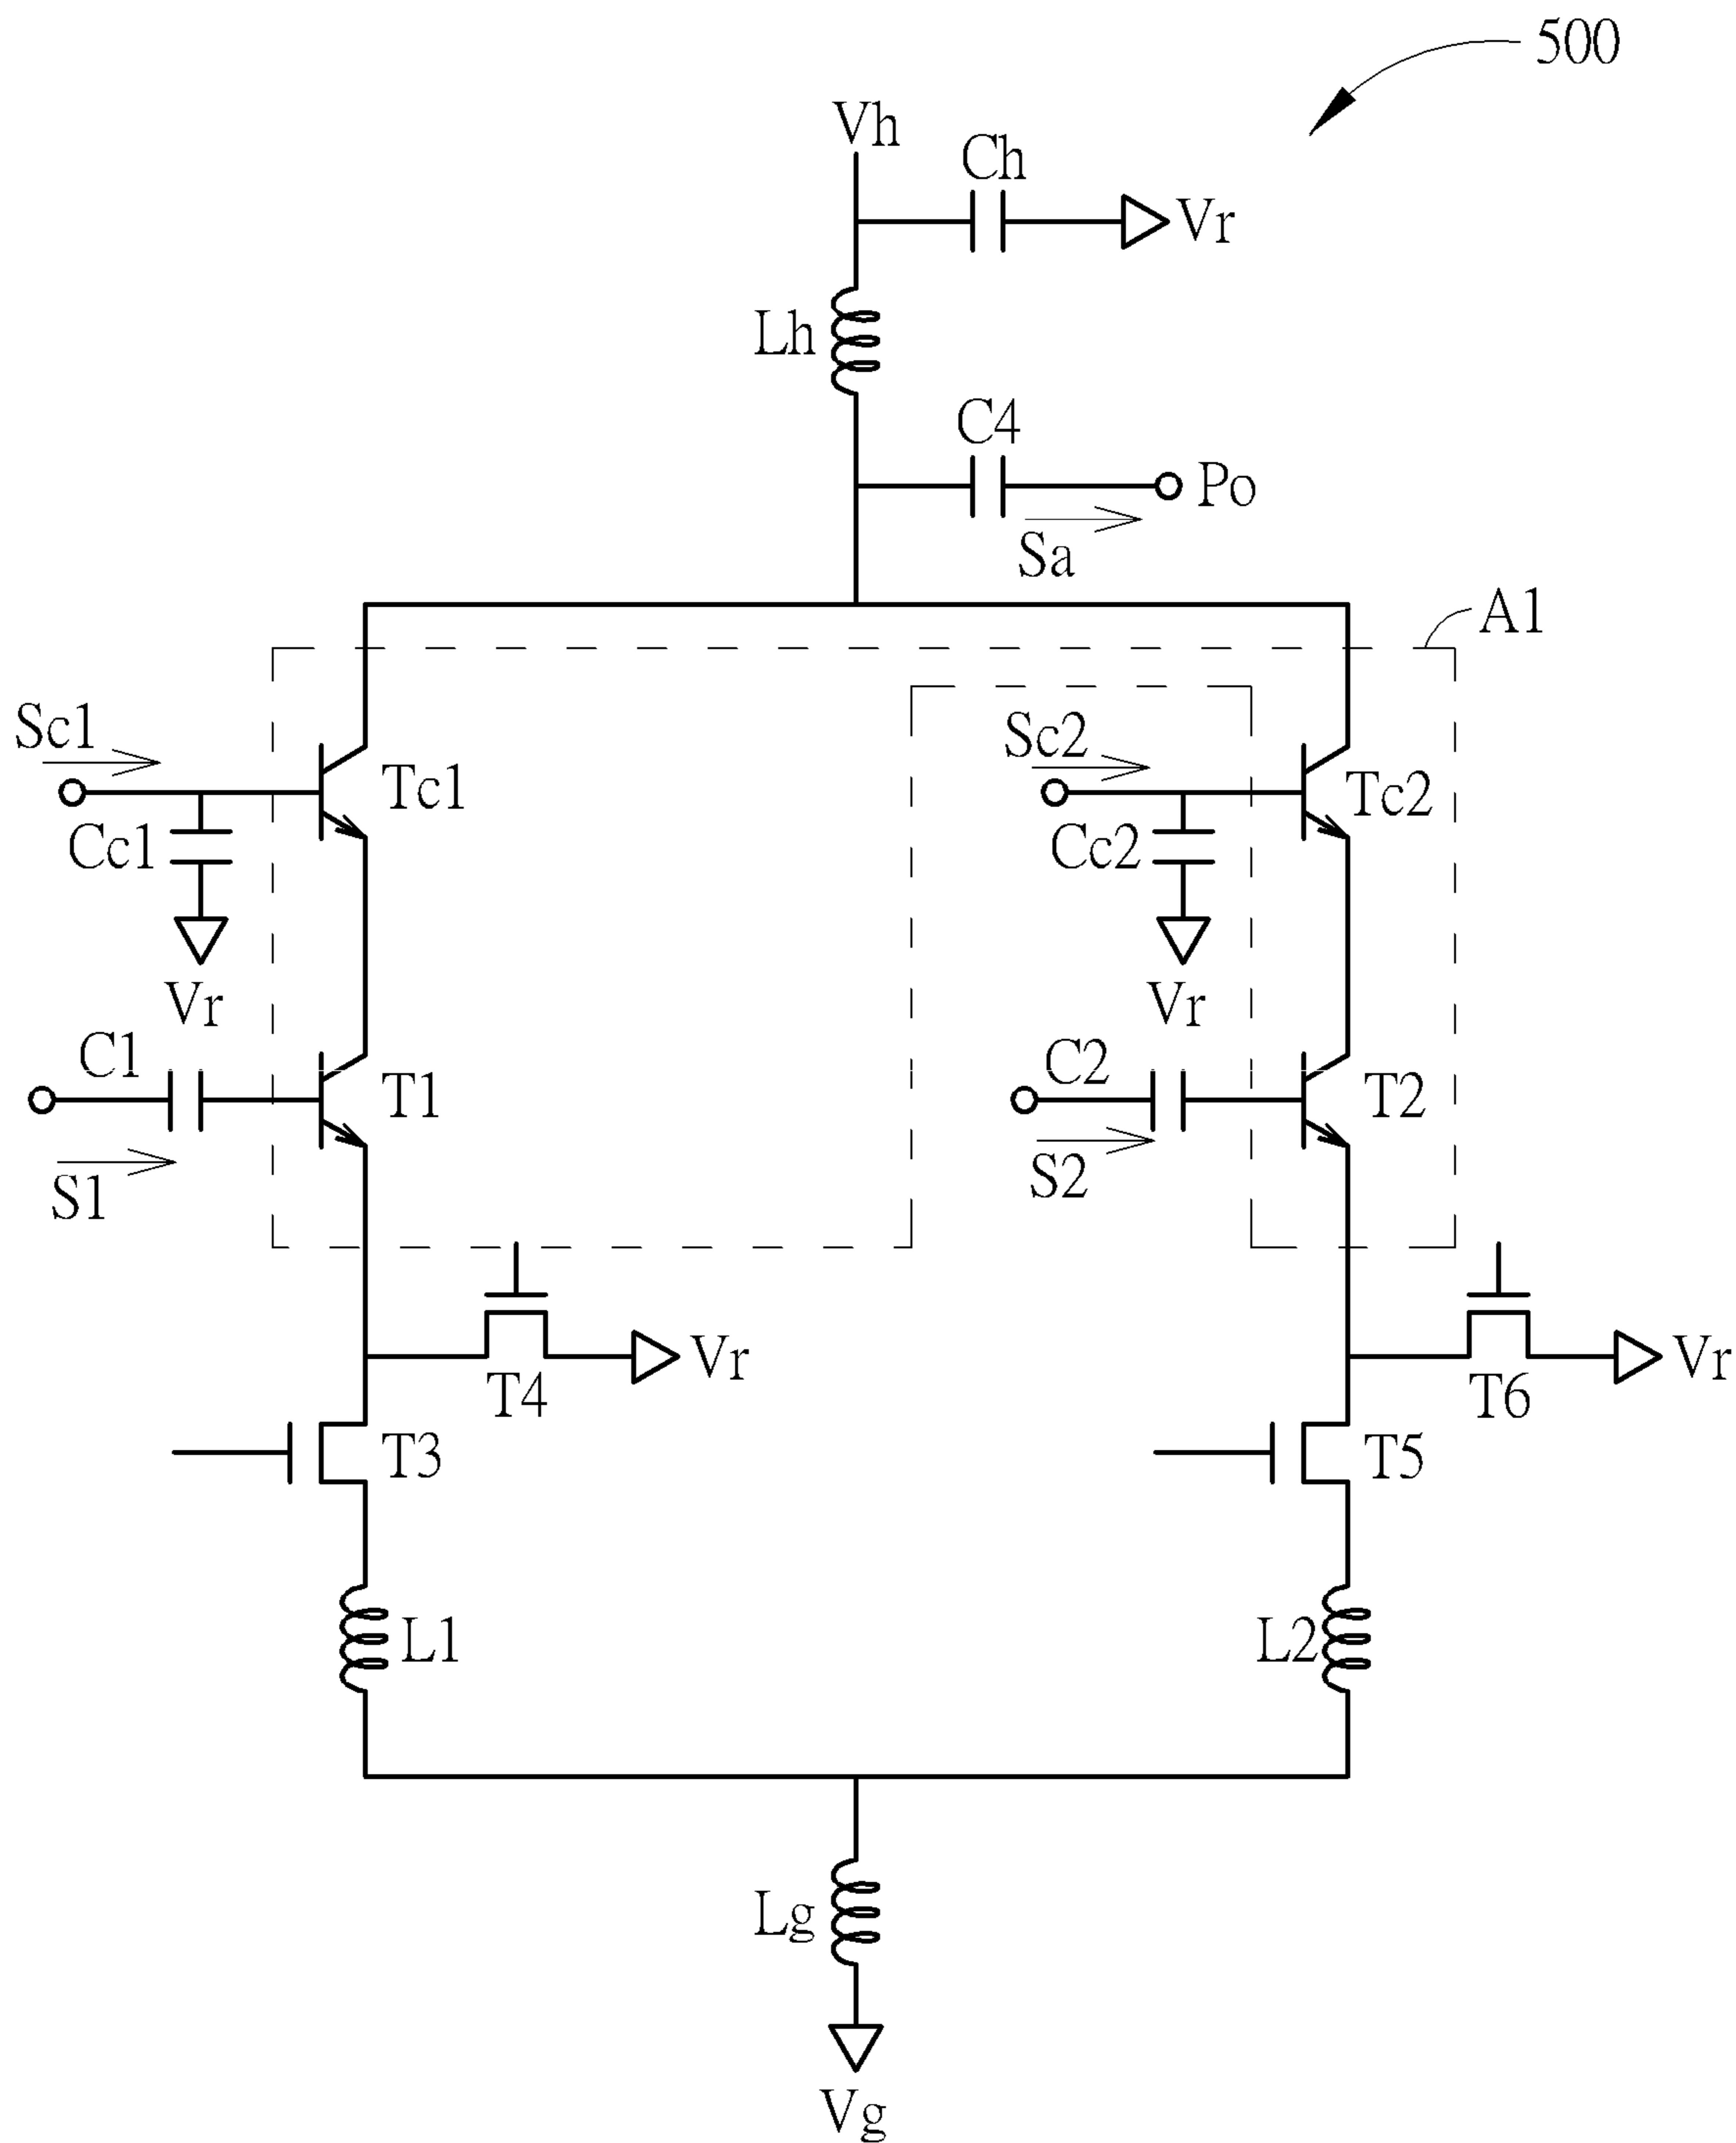 500
Vh
Ch
Vr
Lh
C4
Po
Sa
A1
Sc1
Sc2
Tc1
Tc2
Cc1
Cc2
Vr
Vr
C1
C2
T1
T2
S1
S2
Vr
Vr
T4
T6
T3
T5
L1
L2
Lg
Vg